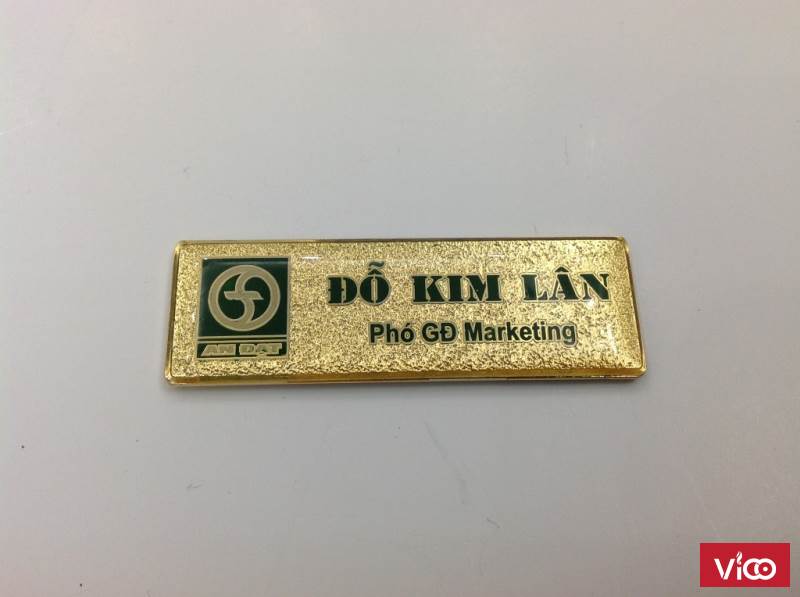 ĐỖ KIM LÂN
Phó GĐ Marketing
AN ĐẠT
ViCO